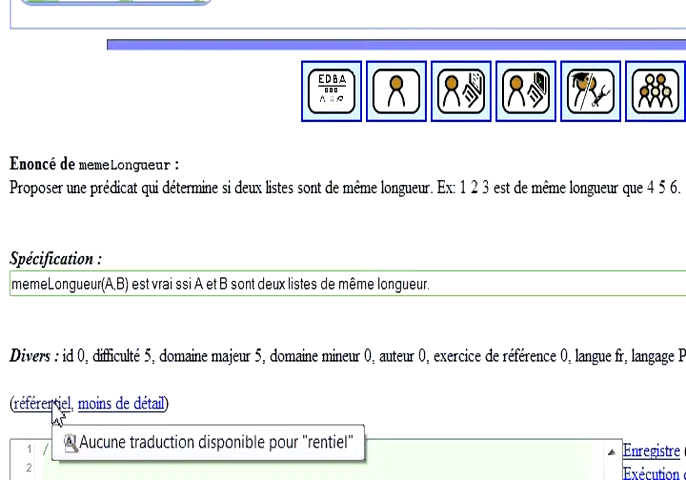 EDBA
Enoncé de memeLongueur :
Proposer une prédicat qui détermine si deux listes sont de même longueur. Ex: 1 2 3 est de même longueur que 4 5 6.
Spécification :
memeLongueur(A,B) est vrai ssi A et B sont deux listes de même longueur.
Divers : id 0, difficulté 5, domaine majeur 5, domaine mineur 0, auteur 0, exercice de référence 0, langue fr, langage P
(référentiel, moins de détail)
Aucune traduction disponible pour "rentiel"
1 /
2
Enregistre (
Exécution d